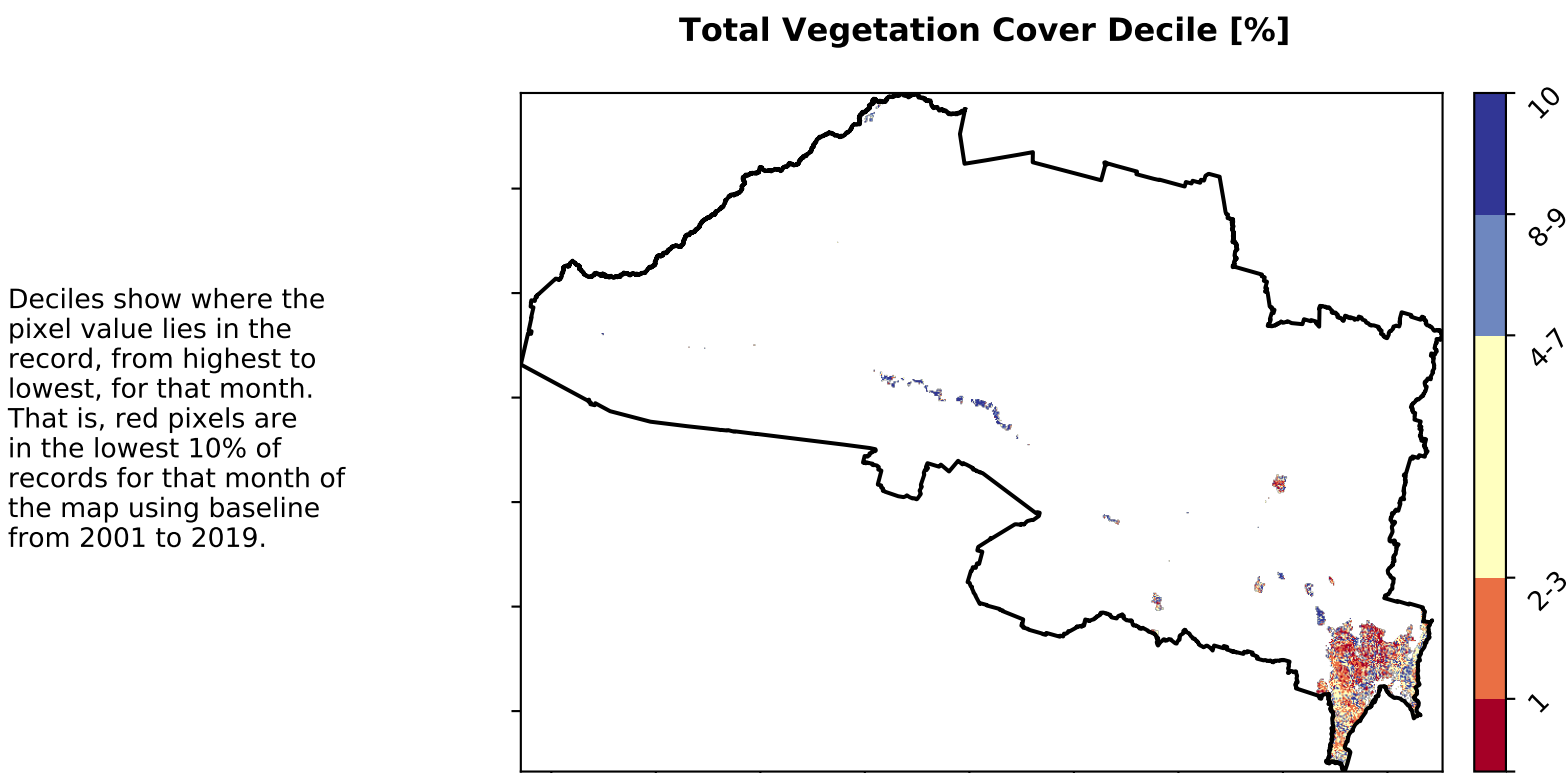 Total Vegetation Cover Decile [%]
Deciles show where the
pixel value lies in the
record, from highest to
lowest, for that month.
That is, red pixels are
in the lowest 10% of
records for that month of
the map using baseline
from 2001 to 2019.
10
8-9
4-7
2-3
1